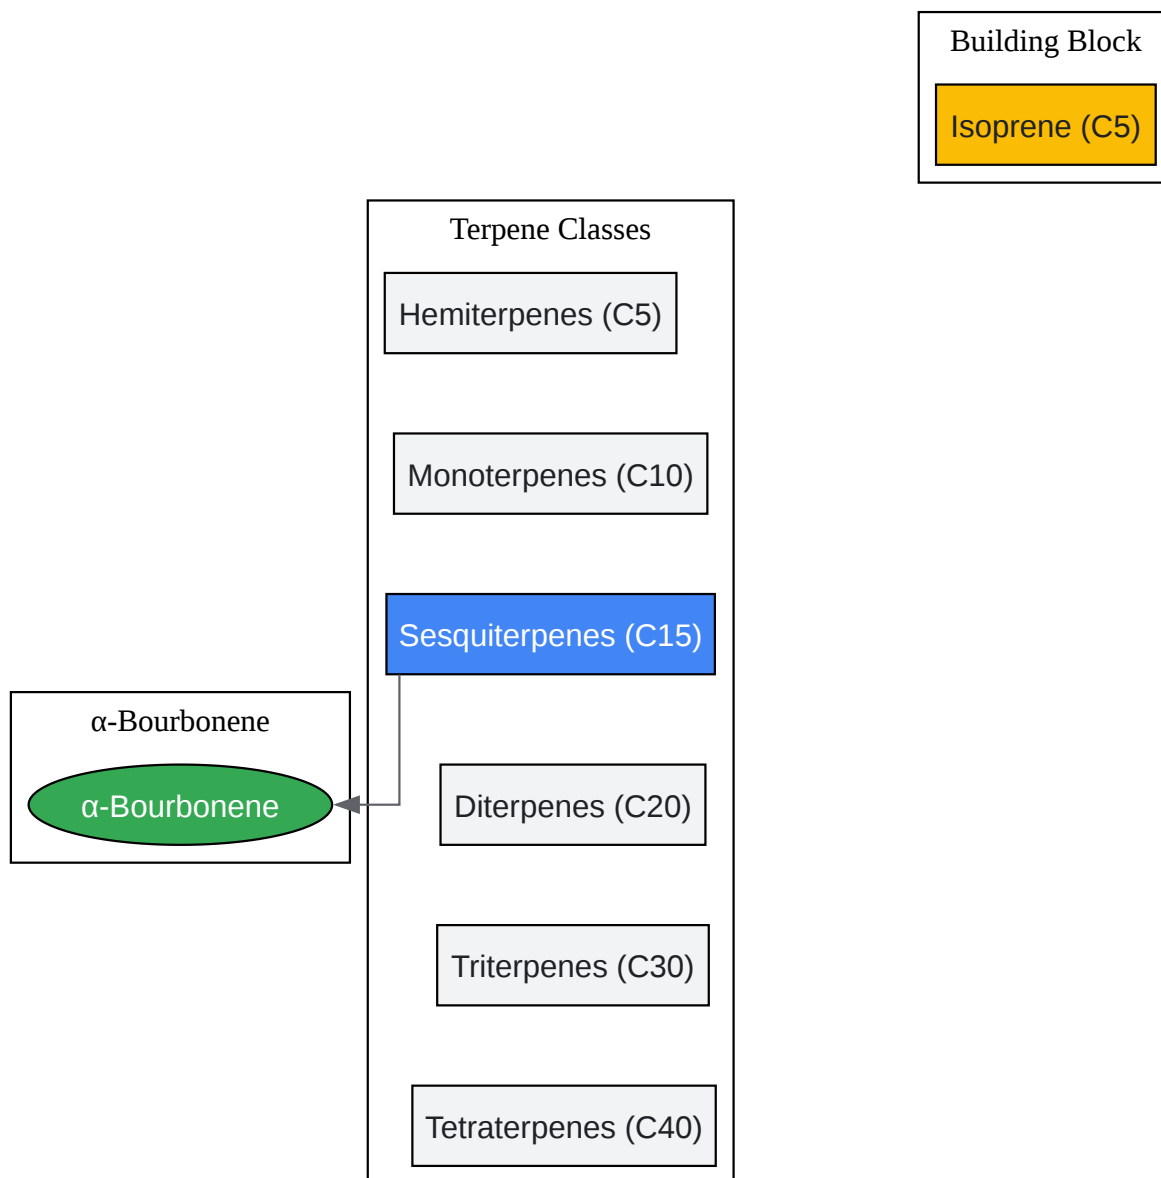 Building Block
Isoprene (C5)
Terpene Classes
Hemiterpenes (C5)
Monoterpenes (C10)
Sesquiterpenes (C15)
α-Bourbonene
α-Bourbonene
Diterpenes (C20)
Triterpenes (C30)
Tetraterpenes (C40)